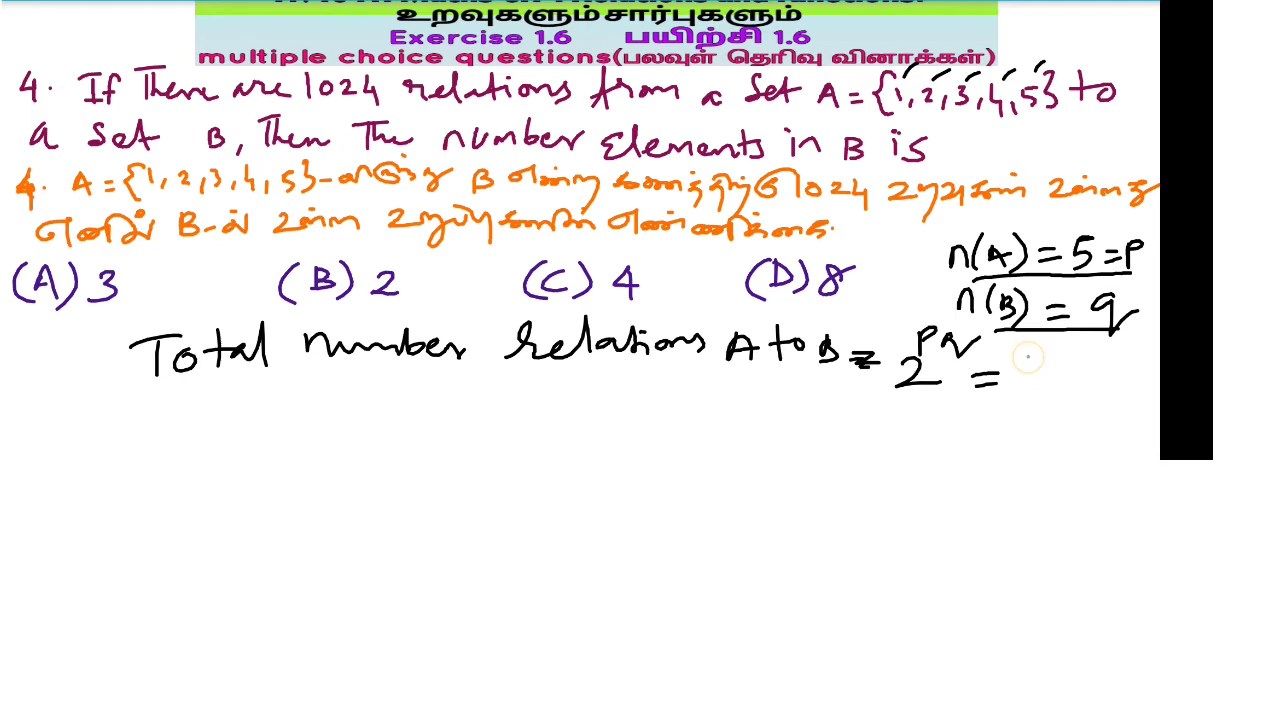 உறவுகளும்சார்புகளும்
Exercise 1.6 பயிற்சி 1.6
multiple choice questions(பலவுள் தெரிவு வினாக்கள்)
4. If There are 1024 relations from a set A = {1, 2, 3, 4, 5} to
a set B, Then The number Elements in B is
4. A = {1, 2, 3, 4, 5}-லிருந்து B என்ற கணத்திற்கு 1024 உறவுகள் உள்ளது
எனில் B-ல் உள்ள உறுப்புகளின் எண்ணிக்கை.
(A) 3 (B) 2 (C) 4 (D) 8
n(A) = 5 = P
n(B) = q
Total number relations A to B = 2^pq =